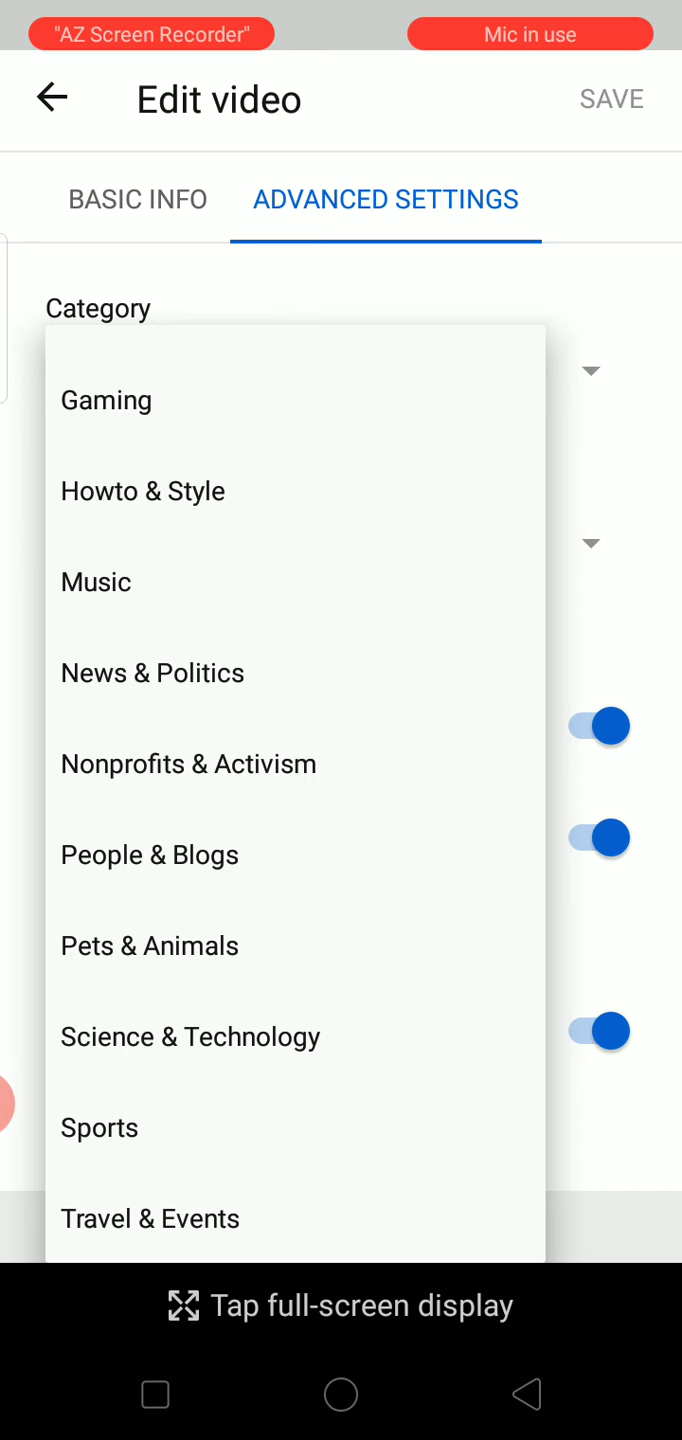 "AZ Screen Recorder" Mic in use
Edit video SAVE
BASIC INFO ADVANCED SETTINGS
Category
Gaming
Howto & Style
Music
News & Politics
Nonprofits & Activism
People & Blogs
Pets & Animals
Science & Technology
Sports
Travel & Events
Tap full-screen display